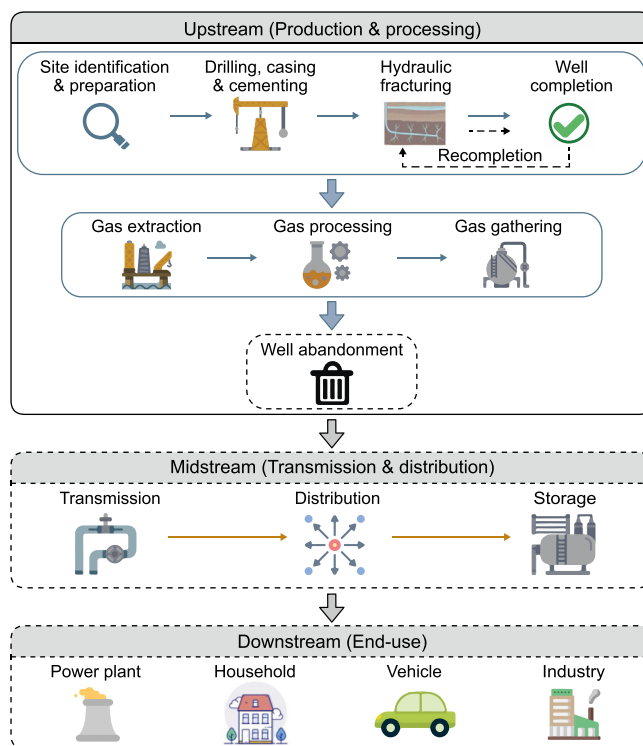 Upstream (Production & processing)
Site identification
& preparation
Drilling, casing
& cementing
Hydraulic
fracturing
Well
completion
Recompletion
Gas extraction
Gas processing
Gas gathering
Well abandonment
Midstream (Transmission & distribution)
Transmission
Distribution
Storage
Downstream (End-use)
Power plant
Household
Vehicle
Industry